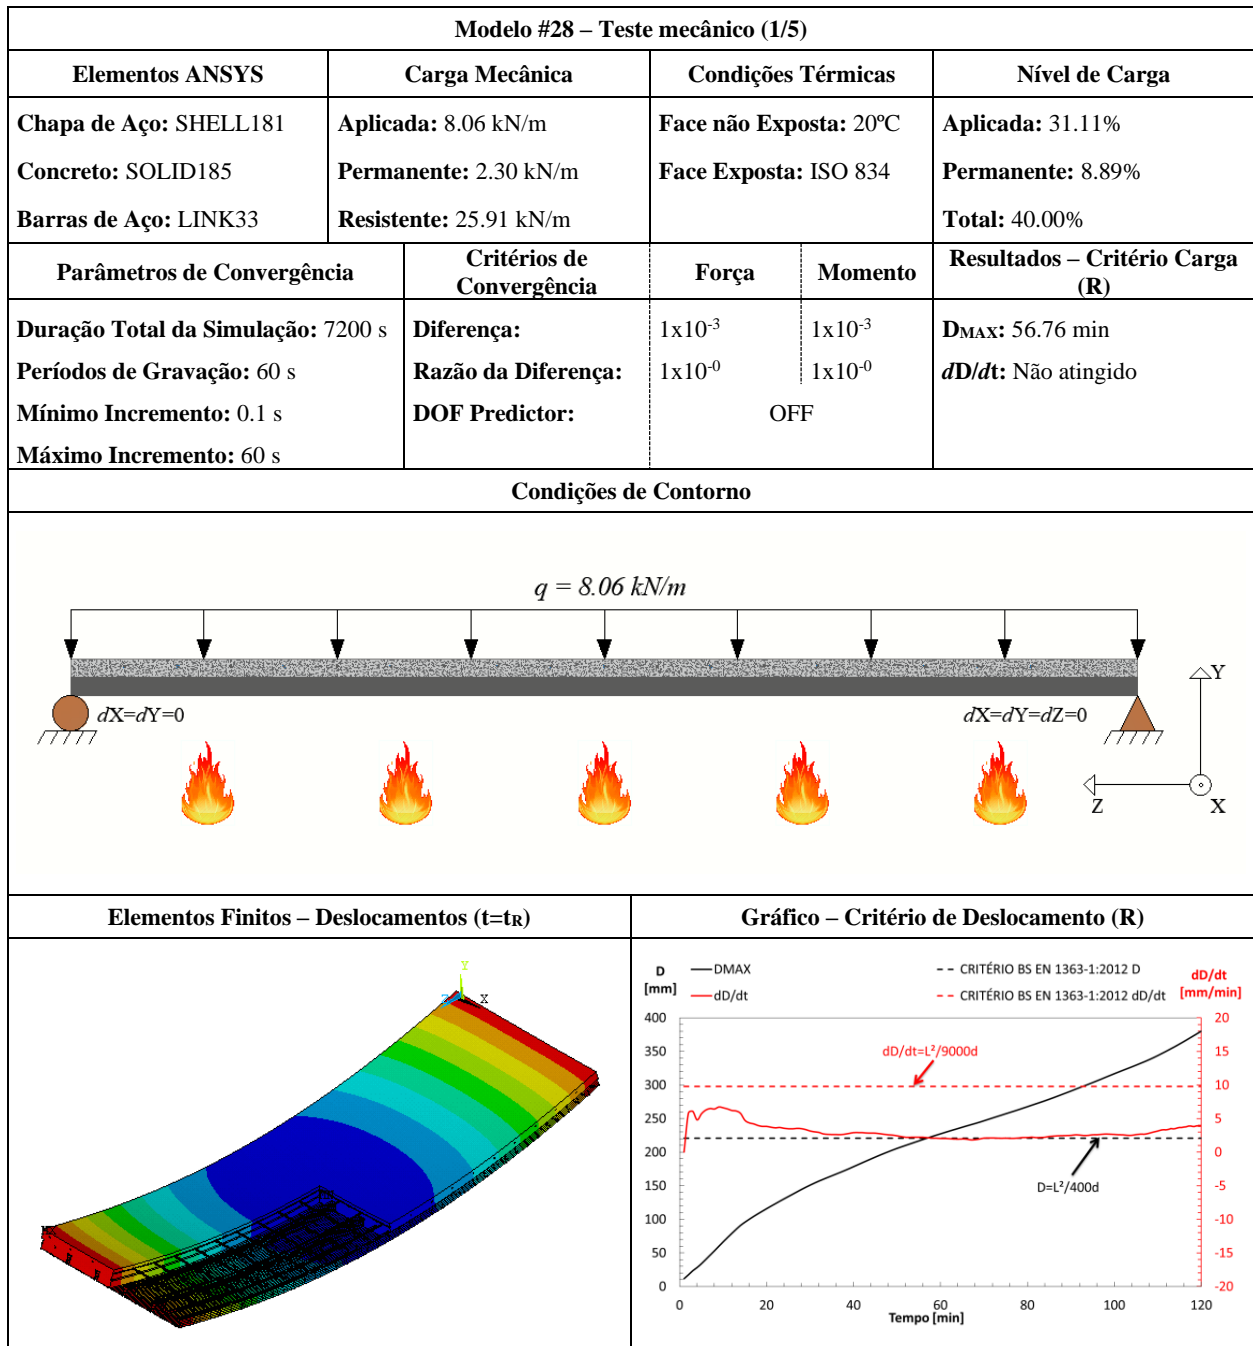 Modelo #28 – Teste mecânico (1/5)
Elementos ANSYS
Carga Mecânica
Condições Térmicas
Nível de Carga
Chapa de Aço: SHELL181
Concreto: SOLID185
Barras de Aço: LINK33
Aplicada: 8.06 kN/m
Permanente: 2.30 kN/m
Resistente: 25.91 kN/m
Face não Exposta: 20ºC
Face Exposta: ISO 834
Aplicada: 31.11%
Permanente: 8.89%
Total: 40.00%
Parâmetros de Convergência
Critérios de
Convergência
Força
Momento
Resultados – Critério Carga
(R)
Duração Total da Simulação: 7200 s
Períodos de Gravação: 60 s
Mínimo Incremento: 0.1 s
Máximo Incremento: 60 s
Diferença: 1x10-3 1x10-3
Razão da Diferença: 1x10-0 1x10-0
DOF Predictor: OFF
DMAX: 56.76 min
dD/dt: Não atingido
Condições de Contorno
q = 8.06 kN/m
dX=dY=0
dX=dY=dZ=0
Y
Z
X
Elementos Finitos – Deslocamentos (t=tR)
Y
Z
X
Gráfico – Critério de Deslocamento (R)
D
[mm]
DMAX
dD/dt
CRITÉRIO BS EN 1363-1:2012 D
CRITÉRIO BS EN 1363-1:2012 dD/dt
dD/dt
[mm/min]
400
350
300
250
200
150
100
50
0
20
15
10
5
0
-5
-10
-15
-20
dD/dt=L²/9000d
D=L²/400d
0 20 40 60 80 100 120
Tempo [min]